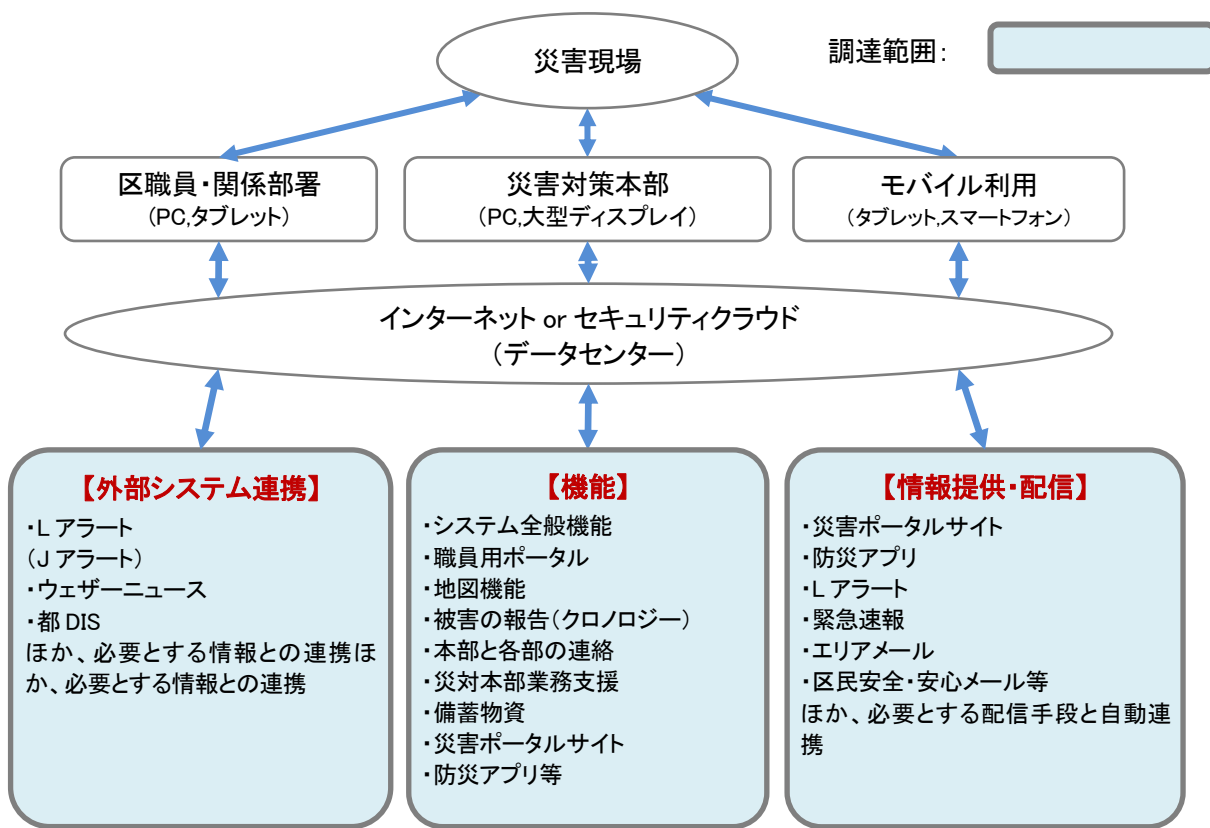 災害現場
調達範囲:
区職員・関係部署
(PC,タブレット)
災害対策本部
(PC,大型ディスプレイ)
モバイル利用
(タブレット,スマートフォン)
インターネット or セキュリティクラウド
(データセンター)
【外部システム連携】
・L アラート
(J アラート)
・ウェザーニュース
・都 DIS
ほか、必要とする情報との連携ほ
か、必要とする情報との連携
【機能】
・システム全般機能
・職員用ポータル
・地図機能
・被害の報告(クロノロジー)
・本部と各部の連絡
・災対本部業務支援
・備蓄物資
・災害ポータルサイト
・防災アプリ等
【情報提供・配信】
・災害ポータルサイト
・防災アプリ
・L アラート
・緊急速報
・エリアメール
・区民安全・安心メール等
ほか、必要とする配信手段と自動連
携